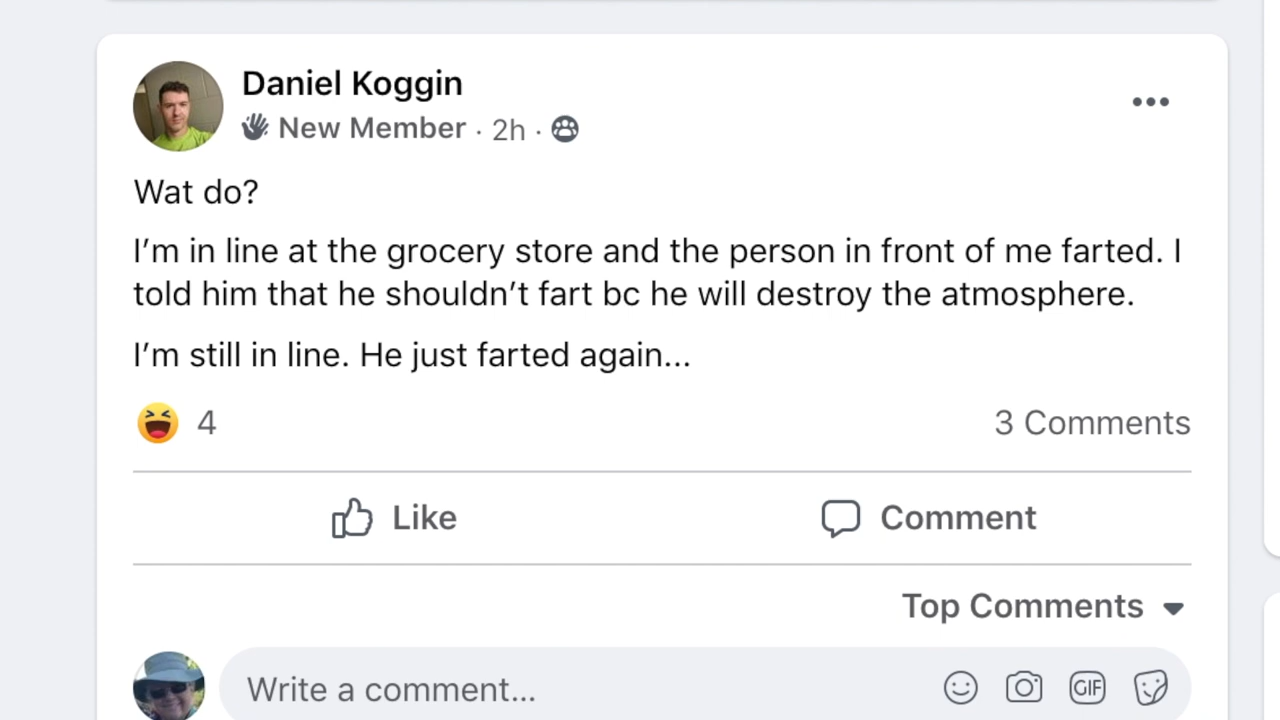 Daniel Koggin
New Member · 2h ·
Wat do?
I’m in line at the grocery store and the person in front of me farted. I
told him that he shouldn’t fart bc he will destroy the atmosphere.
I’m still in line. He just farted again...
4
3 Comments
Like
Comment
Top Comments
Write a comment...
GIF